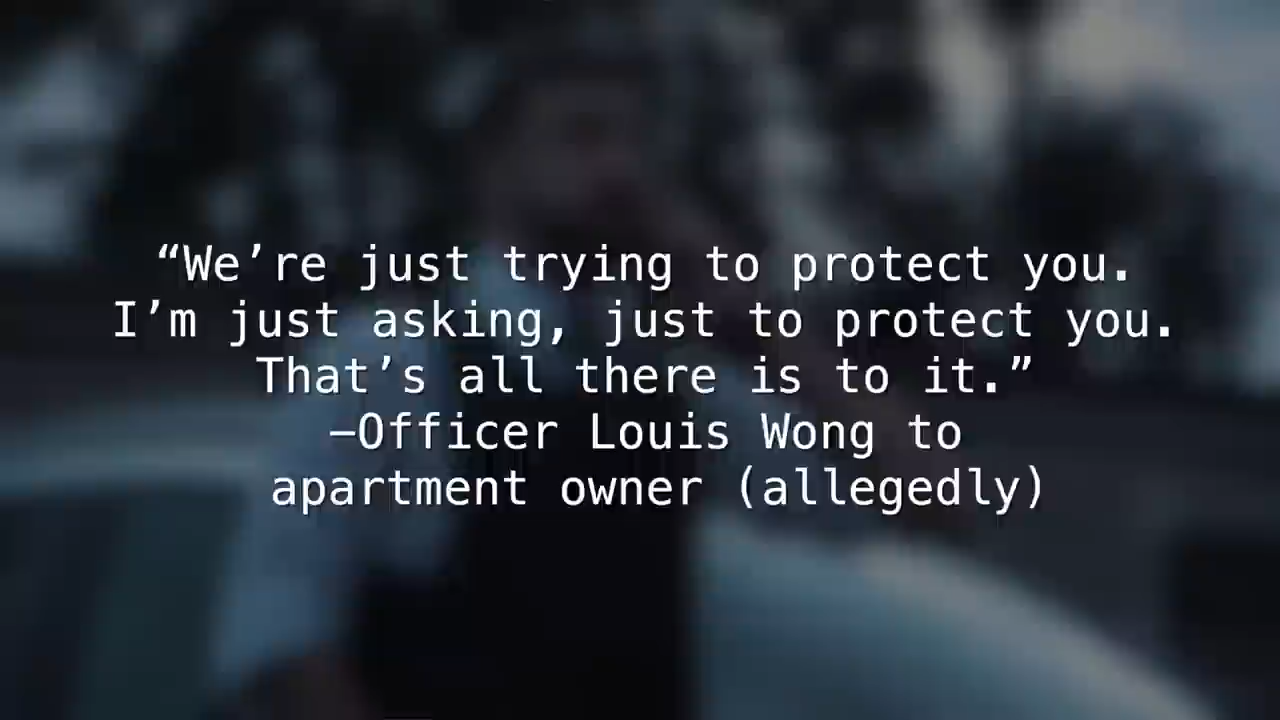 “We’re just trying to protect you.
I’m just asking, just to protect you.
That’s all there is to it.”
–Officer Louis Wong to
apartment owner (allegedly)